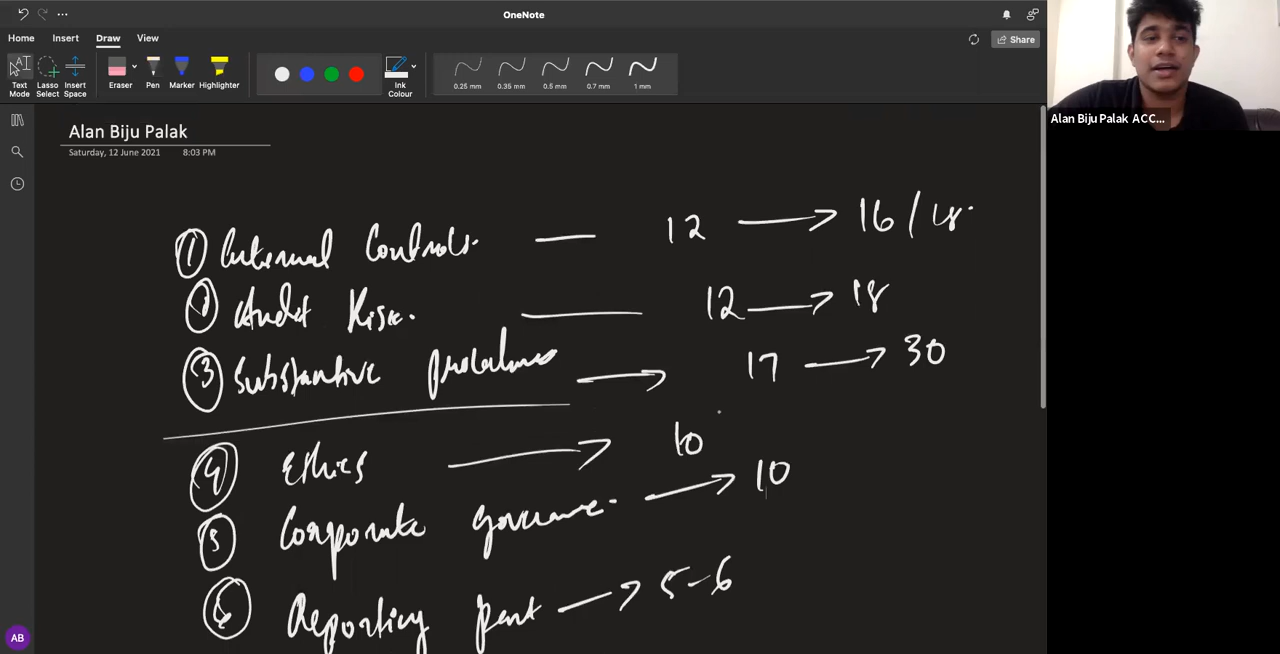 OneNote
Home Insert Draw View
Share
Text Mode
Lasso Select
Insert Space
Eraser
Pen
Marker
Highlighter
Ink Colour
0.25 mm
0.35 mm
0.5 mm
0.7 mm
1 mm
Alan Biju Palak ACC...
Alan Biju Palak
Saturday, 12 June 2021 8:03 PM
① Internal Controls. — 12 → 16 / 18.
② Audit Risk. — 12 → 18
③ Substantive procedures → 17 → 30
④ Ethics → 10
⑤ Corporate governance. → 10
⑥ Reporting part → 5-6
AB